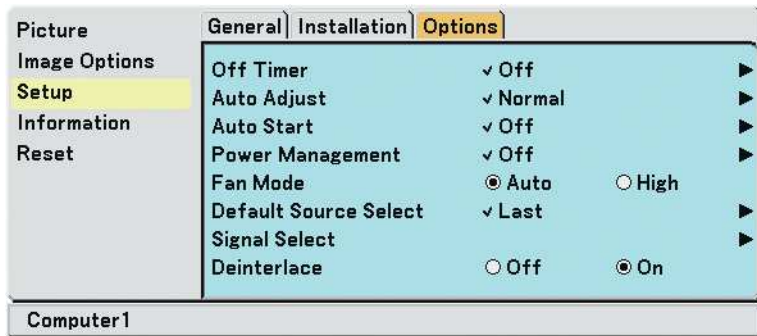 Picture
Image Options
Setup
Information
Reset
General Installation Options
Off Timer ✓ Off ▶
Auto Adjust ✓ Normal ▶
Auto Start ✓ Off ▶
Power Management ✓ Off ▶
Fan Mode ◉ Auto ○ High
Default Source Select ✓ Last ▶
Signal Select ▶
Deinterlace ○ Off ◉ On
Computer1